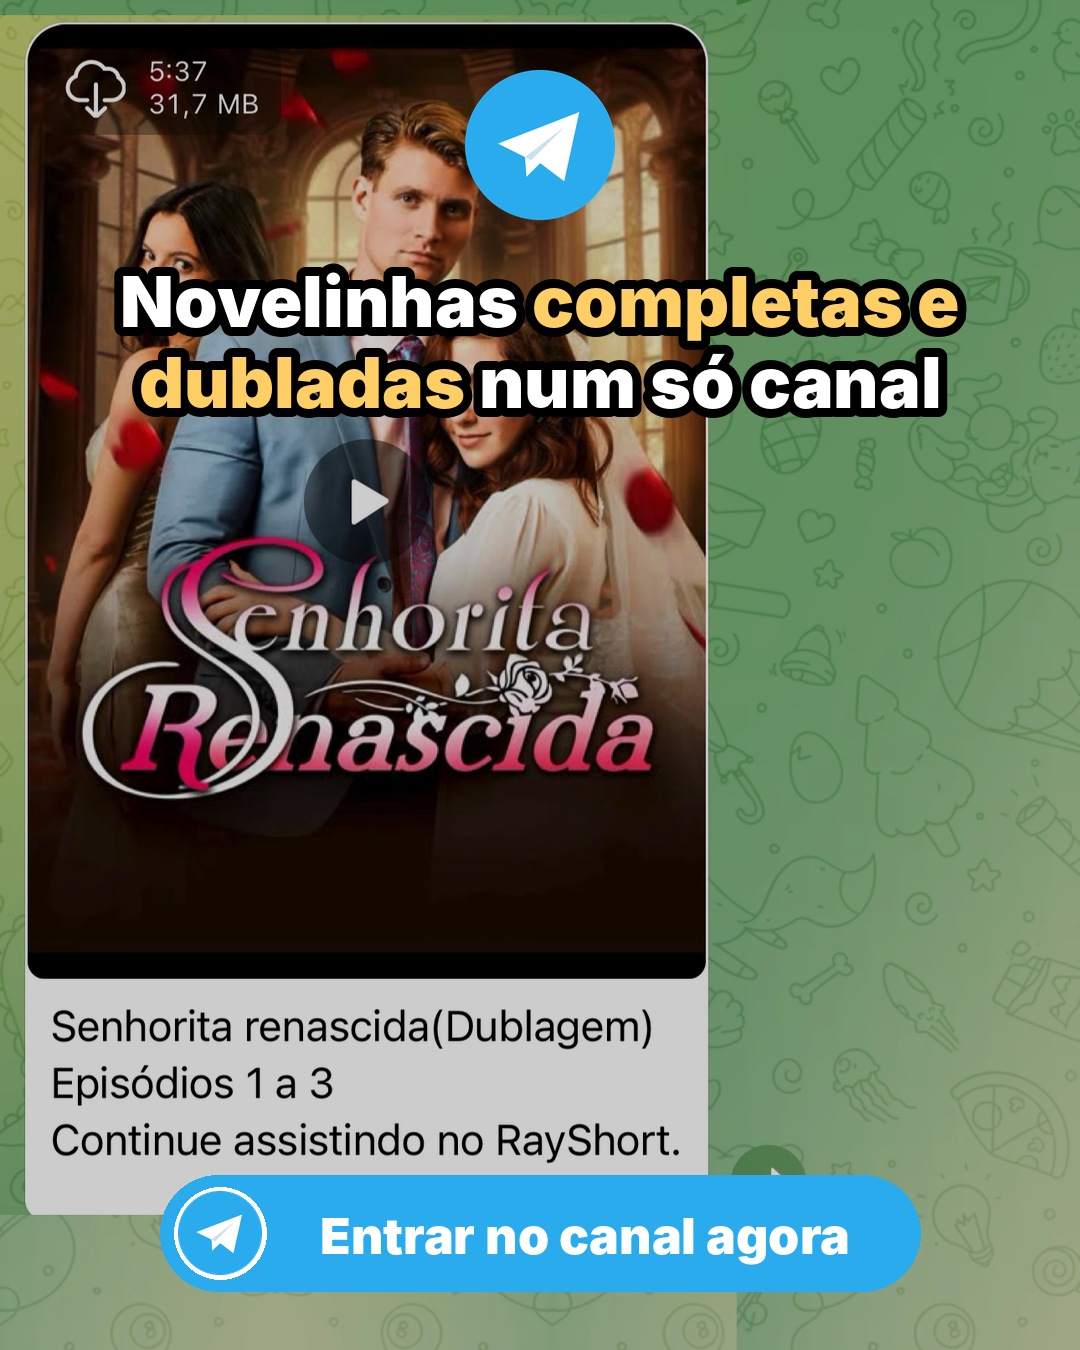 5:37
31,7 MB
Novelinhas completas e
dubladas num só canal
Senhorita
Renascida
Senhorita renascida(Dublagem)
Episódios 1 a 3
Continue assistindo no RayShort.
Entrar no canal agora